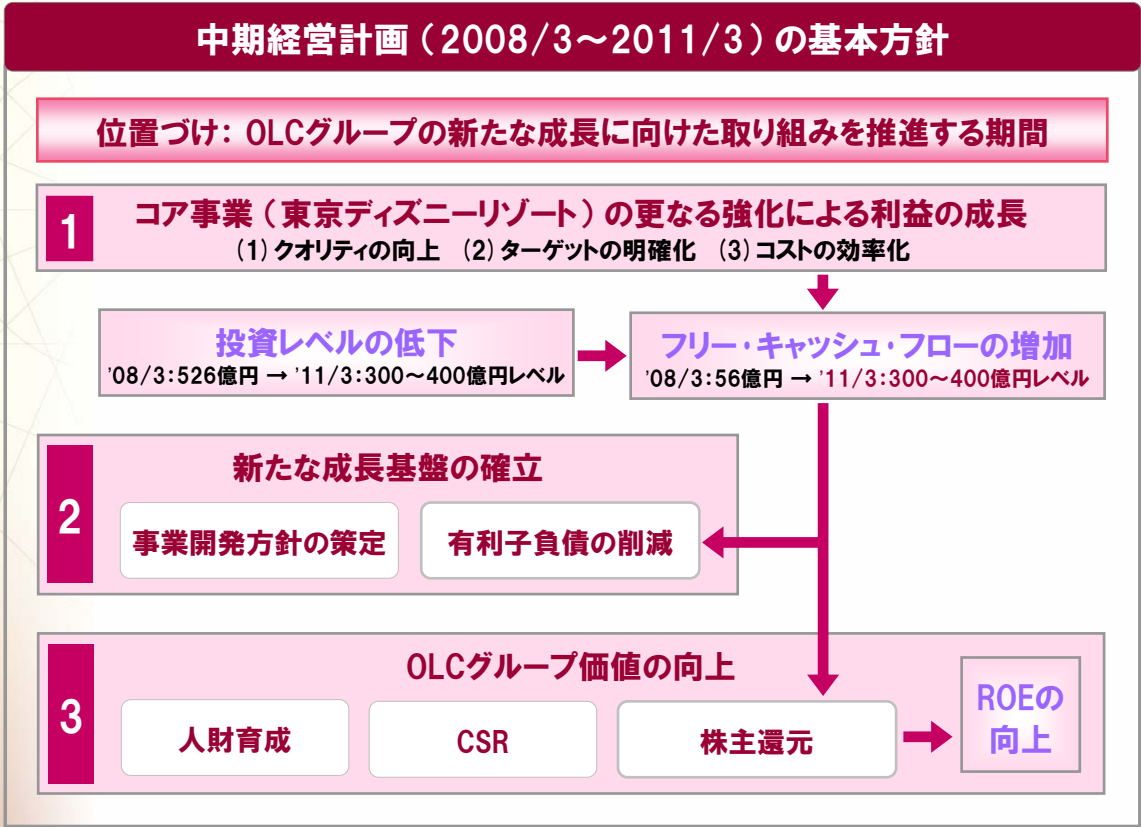 中期経営計画（2008/3～2011/3）の基本方針
位置づけ： OLCグループの新たな成長に向けた取り組みを推進する期間
1
コア事業（東京ディズニーリゾート）の更なる強化による利益の成長
(1)クオリティの向上 (2)ターゲットの明確化 (3)コストの効率化
投資レベルの低下
'08/3：526億円 → '11/3：300～400億円レベル
フリー・キャッシュ・フローの増加
'08/3：56億円 → '11/3：300～400億円レベル
2
新たな成長基盤の確立
事業開発方針の策定
有利子負債の削減
3
OLCグループ価値の向上
人財育成
CSR
株主還元
ROEの
向上